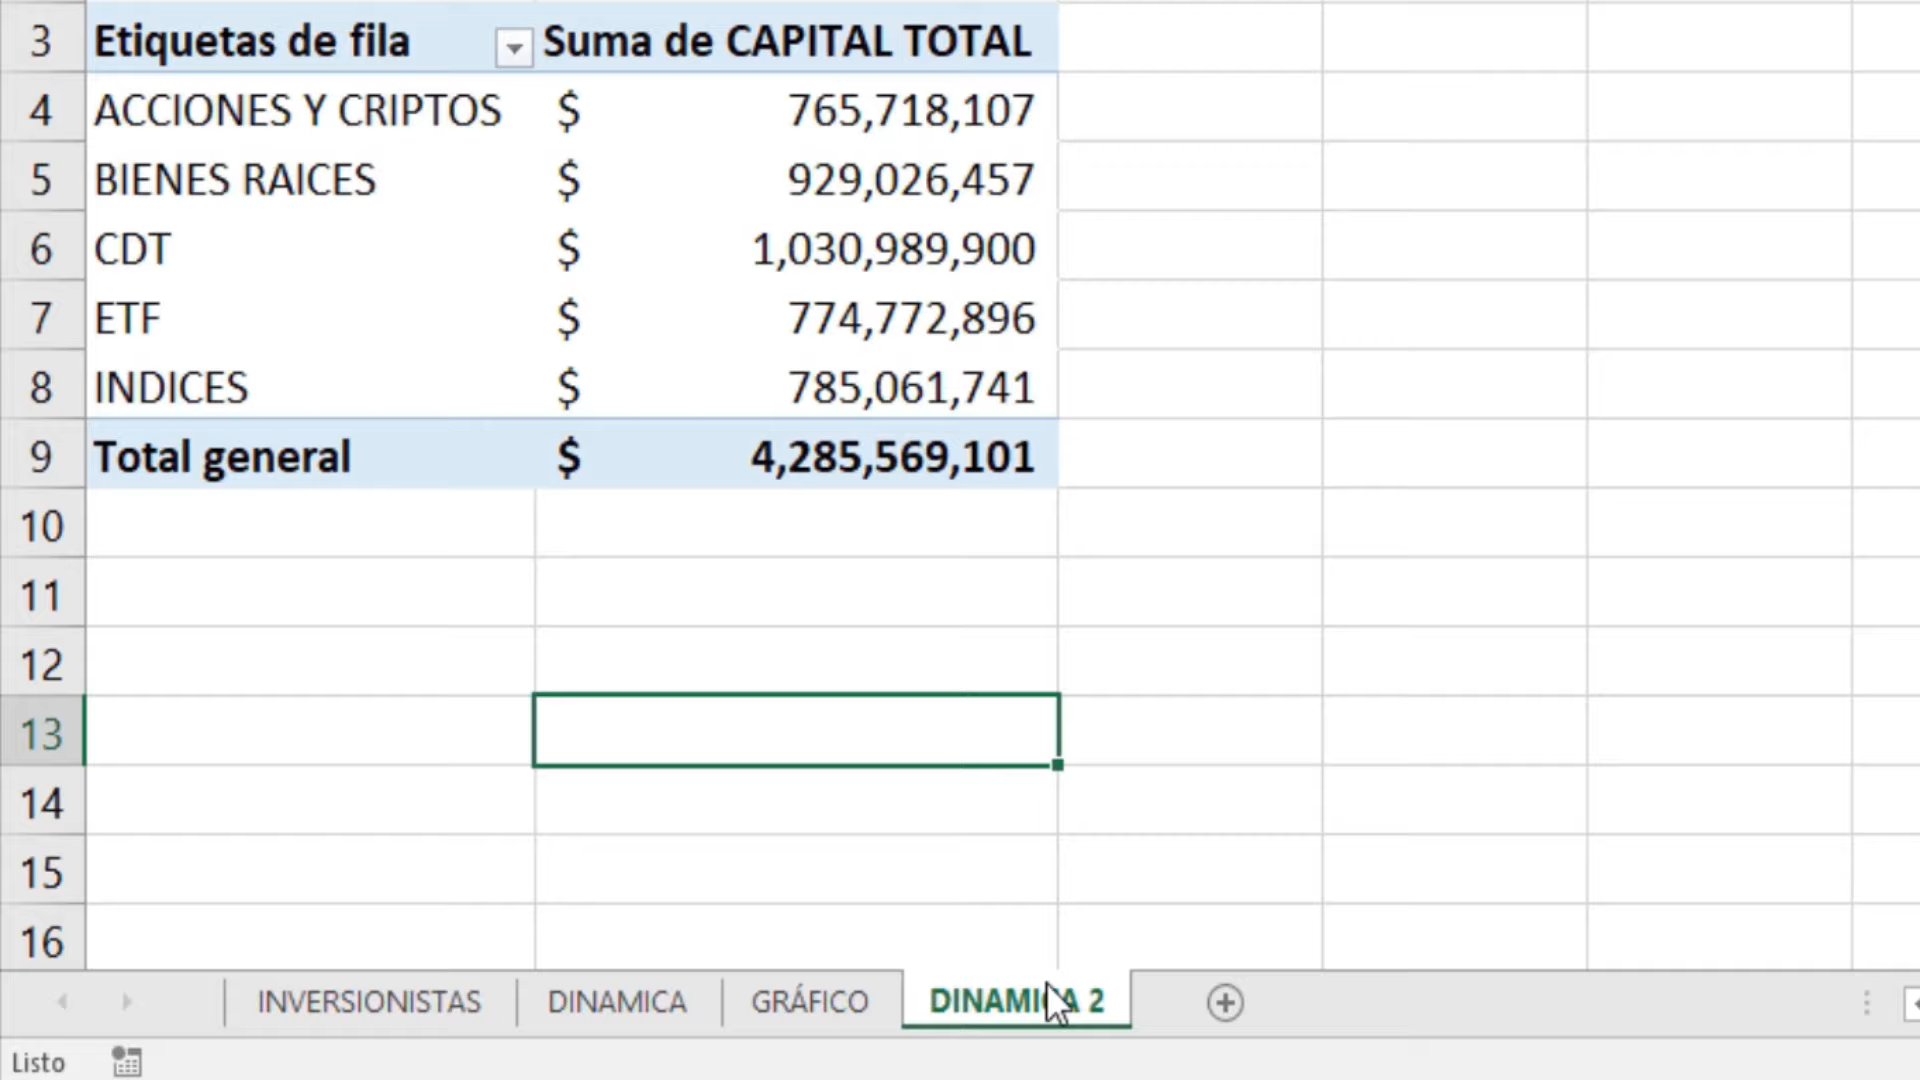 3 Etiquetas de fila Suma de CAPITAL TOTAL
4 ACCIONES Y CRIPTOS $ 765,718,107
5 BIENES RAICES $ 929,026,457
6 CDT $ 1,030,989,900
7 ETF $ 774,772,896
8 INDICES $ 785,061,741
9 Total general $ 4,285,569,101
10
11
12
13
14
15
16
INVERSIONISTAS DINAMICA GRÁFICO DINAMICA 2
Listo